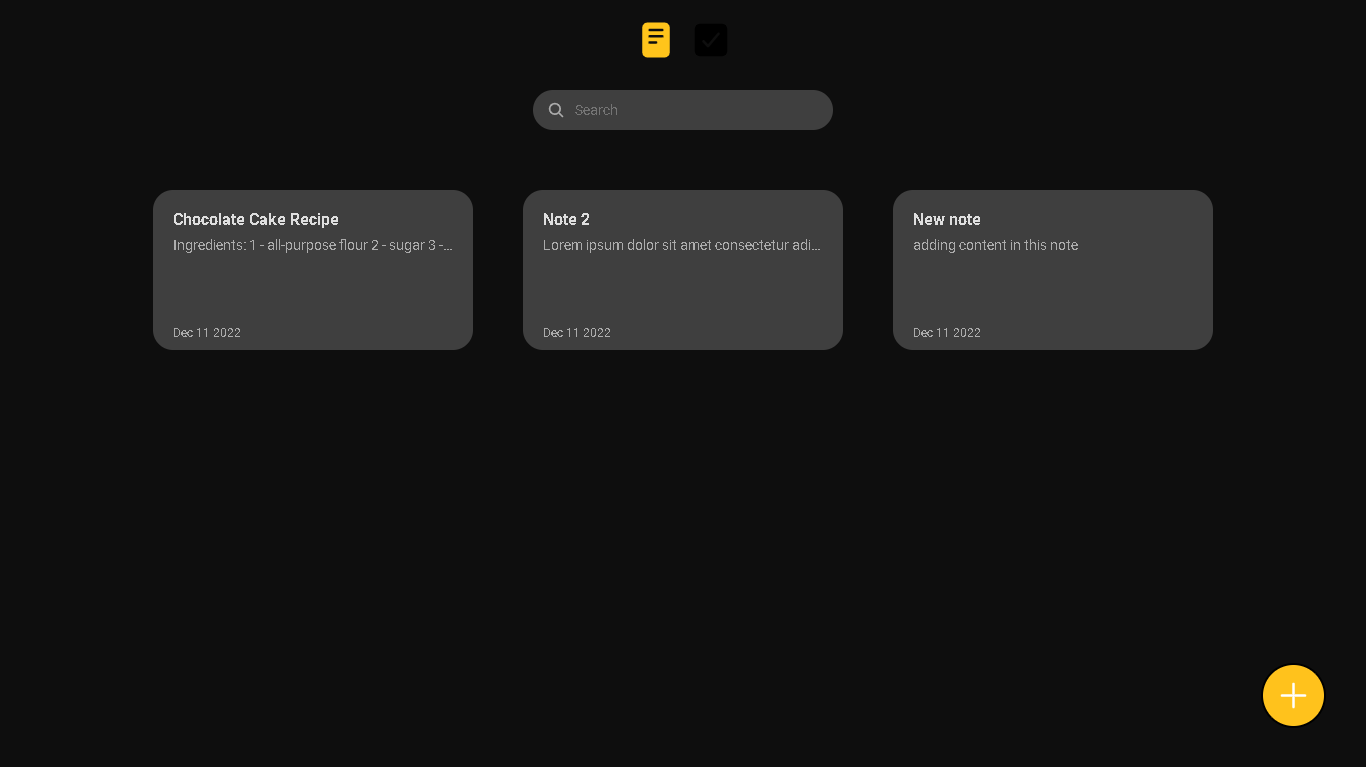 Search
Chocolate Cake Recipe
Ingredients: 1 - all-purpose flour 2 - sugar 3 -...
Dec 11 2022
Note 2
Lorem ipsum dolor sit amet consectetur adi...
Dec 11 2022
New note
adding content in this note
Dec 11 2022